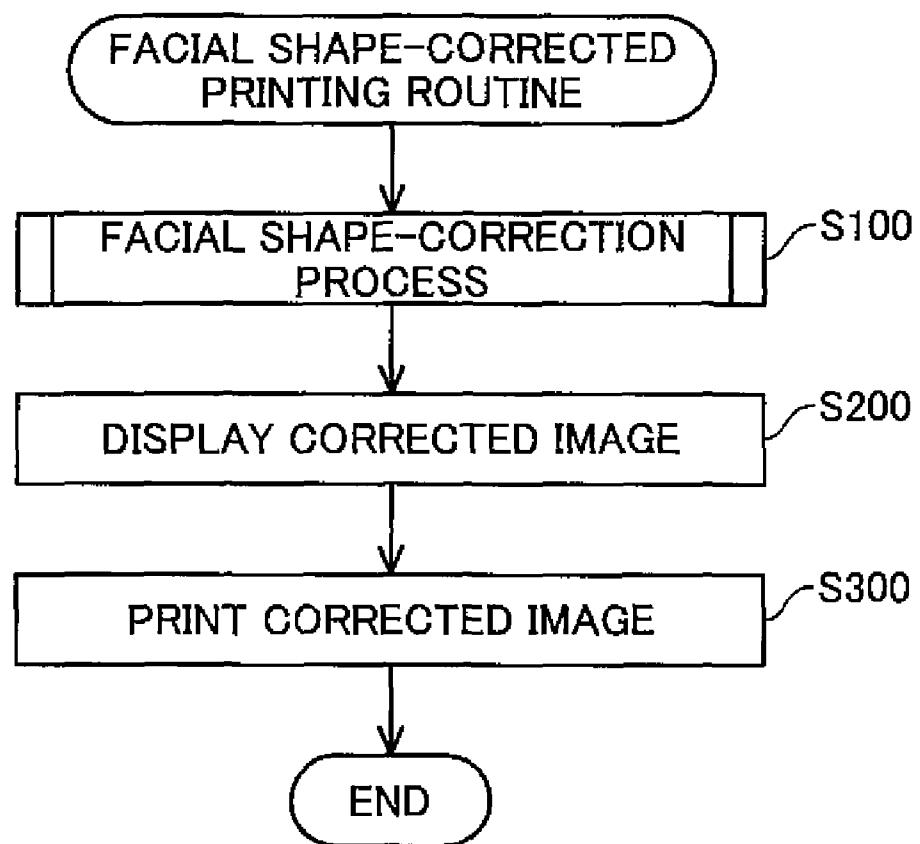 FACIAL SHAPE-CORRECTED
PRINTING ROUTINE
FACIAL SHAPE-CORRECTION
PROCESS
S100
DISPLAY CORRECTED IMAGE
S200
PRINT CORRECTED IMAGE
S300
END